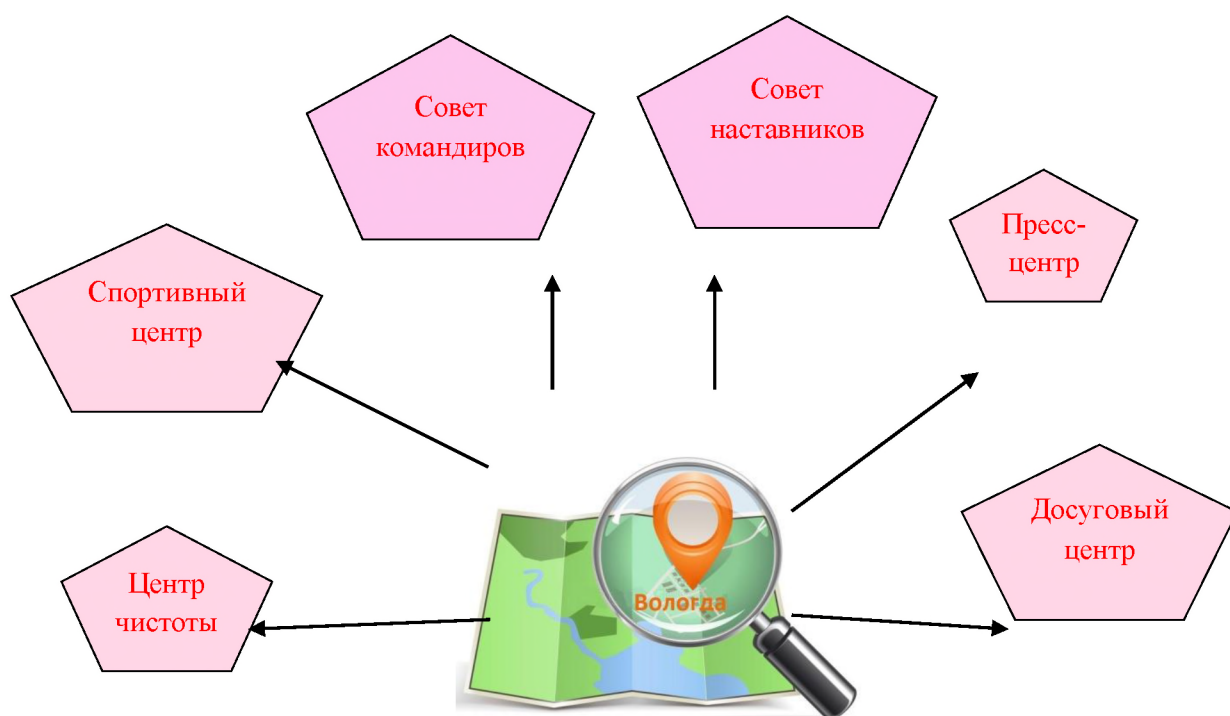 Совет
командиров
Совет
наставников
Пресс-
центр
Спортивный
центр
Досуговый
центр
Центр
чистоты
Вологда